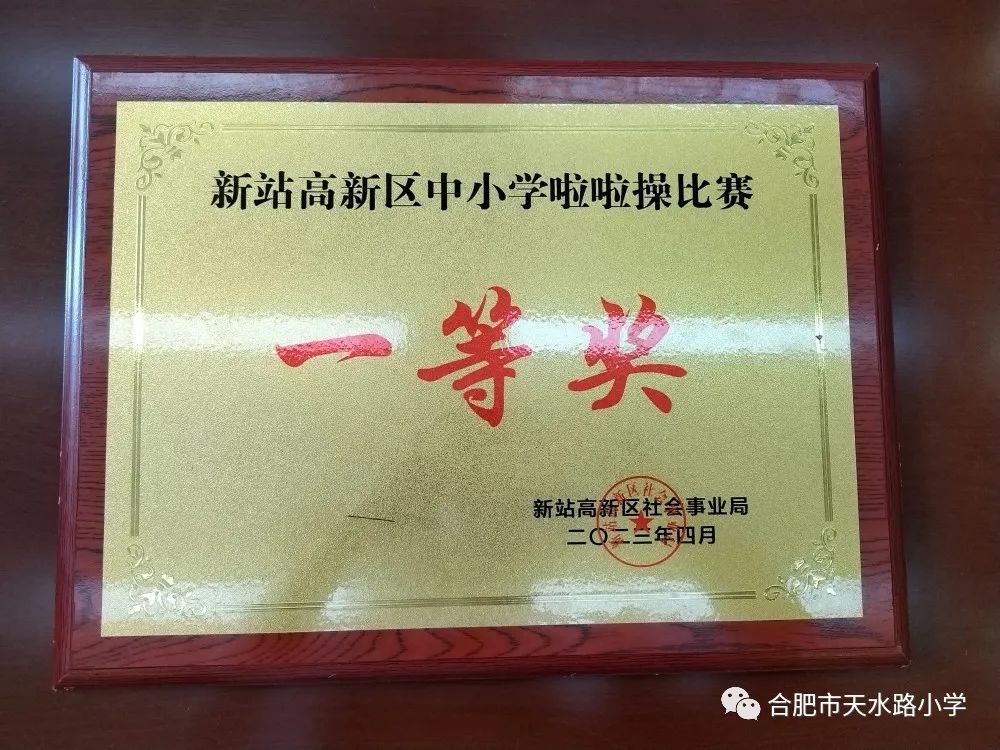 新站高新区中小学啦啦操比赛
一等奖
新站高新区社会事业局
二〇二三年四月
合肥市天水路小学